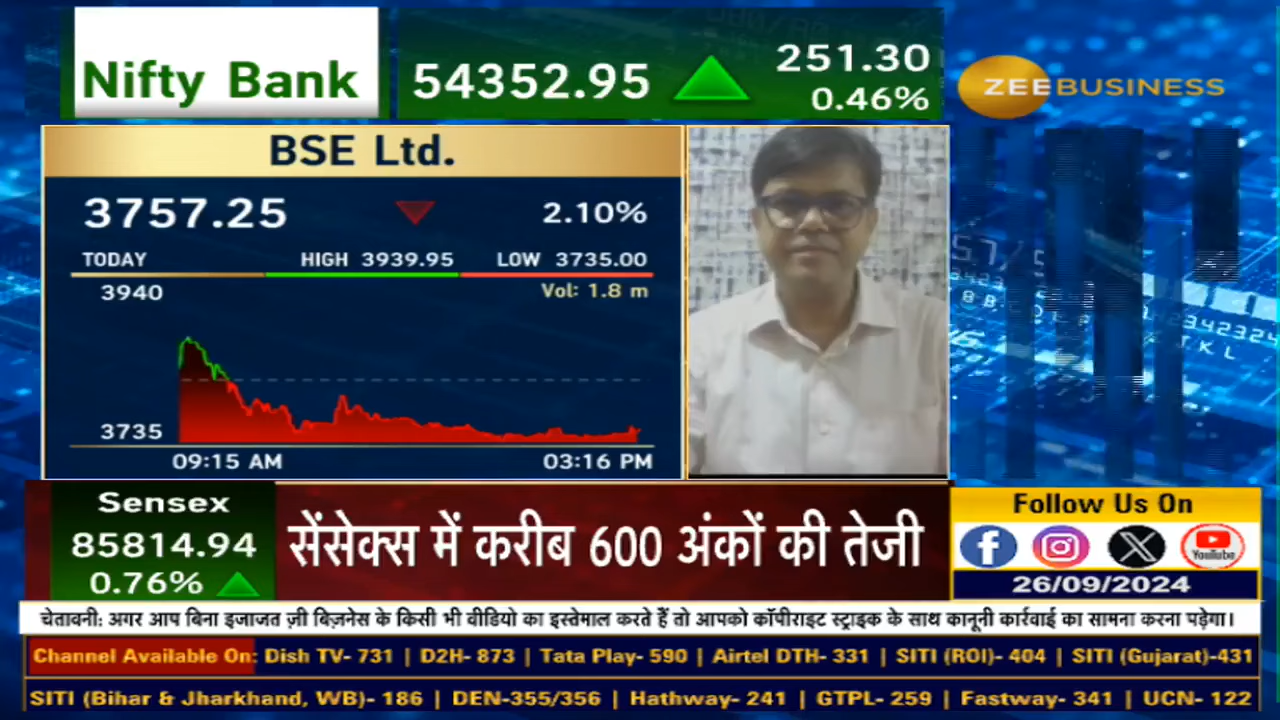 Nifty Bank 54352.95 251.30 0.46%
ZEEBUSINESS
BSE Ltd.
3757.25 2.10%
TODAY HIGH 3939.95 LOW 3735.00
3940 Vol: 1.8 m
3735
09:15 AM 03:16 PM
Sensex
85814.94
0.76%
सेंसेक्स में करीब 600 अंकों की तेजी
Follow Us On
YouTube
26/09/2024
चेतावनी: अगर आप बिना इजाजत ज़ी बिज़नेस के किसी भी वीडियो का इस्तेमाल करते हैं तो आपको कॉपीराइट स्ट्राइक के साथ कानूनी कार्रवाई का सामना करना पड़ेगा।
Channel Available On: Dish TV- 731 | D2H- 873 | Tata Play- 590 | Airtel DTH- 331 | SITI (ROI)- 404 | SITI (Gujarat)-431
SITI (Bihar & Jharkhand, WB)- 186 | DEN-355/356 | Hathway- 241 | GTPL- 259 | Fastway- 341 | UCN- 122